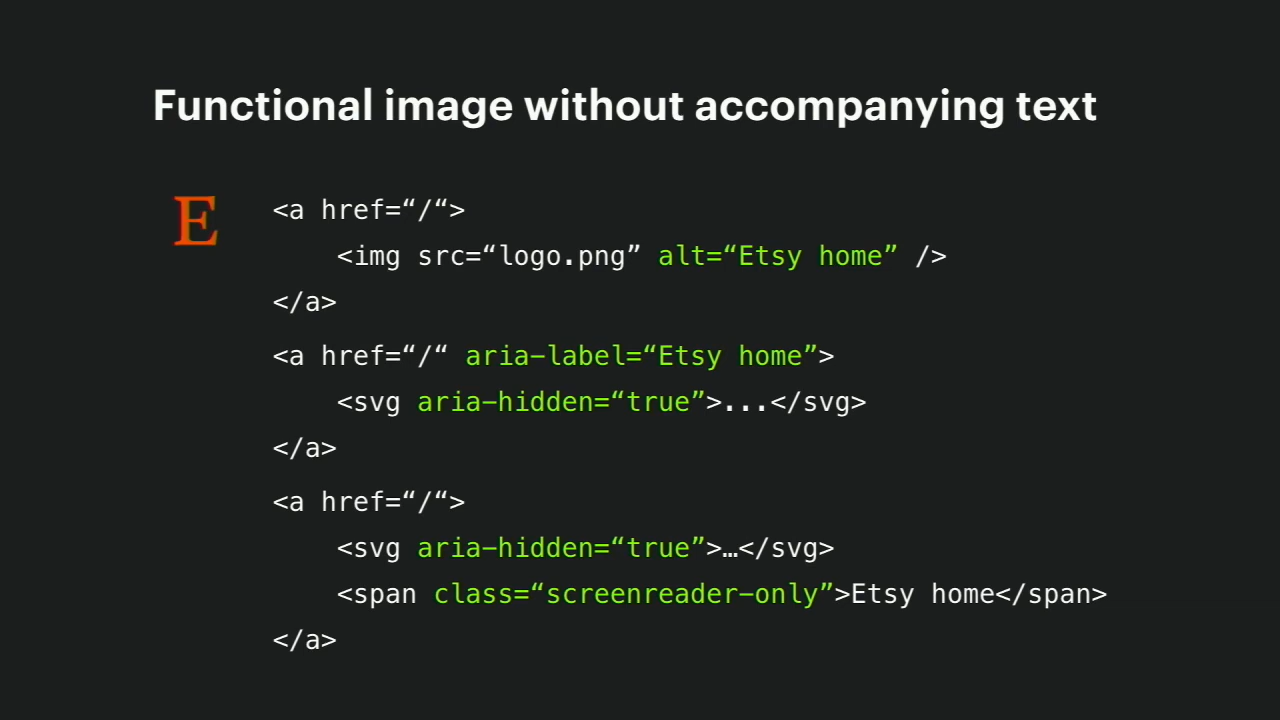 Functional image without accompanying text
E
<a href=“/“>
<img src=“logo.png” alt=“Etsy home” />
</a>
<a href=“/“ aria-label=“Etsy home”>
<svg aria-hidden=“true”>...</svg>
</a>
<a href=“/“>
<svg aria-hidden=“true”>…</svg>
<span class=“screenreader-only”>Etsy home</span>
</a>